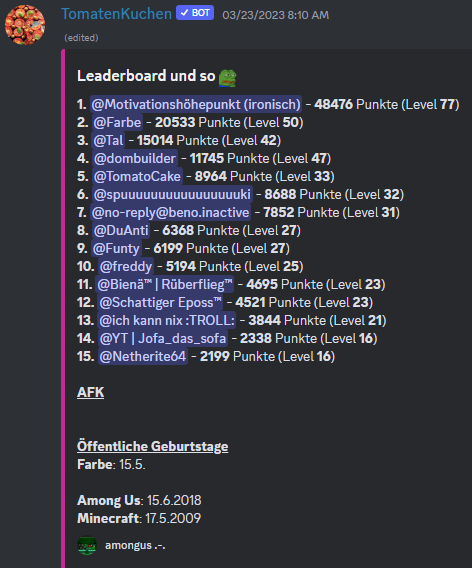 TomatenKuchen ✓ BOT 03/23/2023 8:10 AM
(edited)
Leaderboard und so
1. @Motivationshöhepunkt (ironisch) - 48476 Punkte (Level 77)
2. @Farbe - 20533 Punkte (Level 50)
3. @Tal - 15014 Punkte (Level 42)
4. @dombuilder - 11745 Punkte (Level 47)
5. @TomatoCake - 8964 Punkte (Level 33)
6. @spuuuuuuuuuuuuuuuuuki - 8688 Punkte (Level 32)
7. @no-reply@beno.inactive - 7852 Punkte (Level 31)
8. @DuAnti - 6368 Punkte (Level 27)
9. @Funty - 6199 Punkte (Level 27)
10. @freddy - 5194 Punkte (Level 25)
11. @Bienä™ | Rüberflieg™ - 4695 Punkte (Level 23)
12. @Schattiger Eposs™ - 4521 Punkte (Level 23)
13. @ich kann nix :TROLL: - 3844 Punkte (Level 21)
14. @YT | Jofa_das_sofa - 2338 Punkte (Level 16)
15. @Netherite64 - 2199 Punkte (Level 16)
AFK
Öffentliche Geburtstage
Farbe: 15.5.
Among Us: 15.6.2018
Minecraft: 17.5.2009
amongus .-.